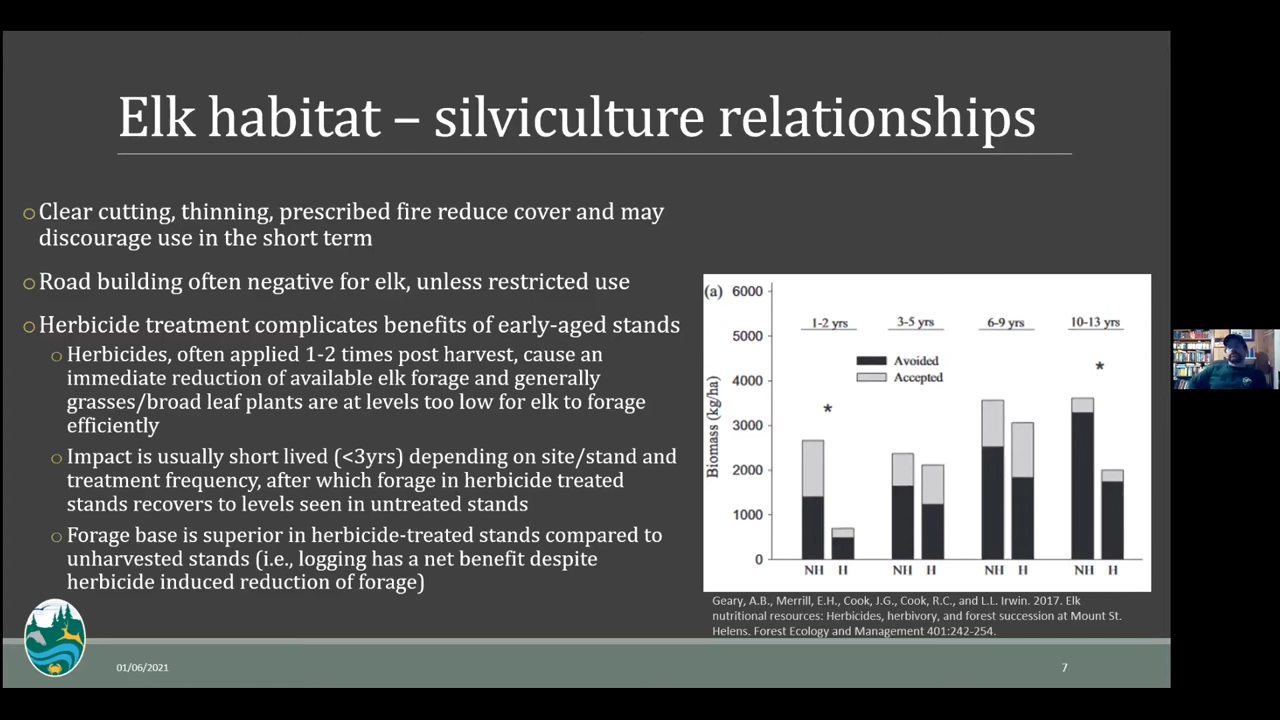 Elk habitat – silviculture relationships
oClear cutting, thinning, prescribed fire reduce cover and may
discourage use in the short term
oRoad building often negative for elk, unless restricted use
oHerbicide treatment complicates benefits of early-aged stands
o Herbicides, often applied 1-2 times post harvest, cause an
immediate reduction of available elk forage and generally
grasses/broad leaf plants are at levels too low for elk to forage
efficiently
o Impact is usually short lived (<3yrs) depending on site/stand and
treatment frequency, after which forage in herbicide treated
stands recovers to levels seen in untreated stands
o Forage base is superior in herbicide-treated stands compared to
unharvested stands (i.e., logging has a net benefit despite
herbicide induced reduction of forage)
(a) 6000
5000
4000
3000
2000
1000
0
Biomass (kg/ha)
1-2 yrs 3-5 yrs 6-9 yrs 10-13 yrs
Avoided
Accepted
* *
NH H NH H NH H NH H
Geary, A.B., Merrill, E.H., Cook, J.G., Cook, R.C., and L.L. Irwin. 2017. Elk
nutritional resources: Herbicides, herbivory, and forest succession at Mount St.
Helens. Forest Ecology and Management 401:242-254.
01/06/2021 7